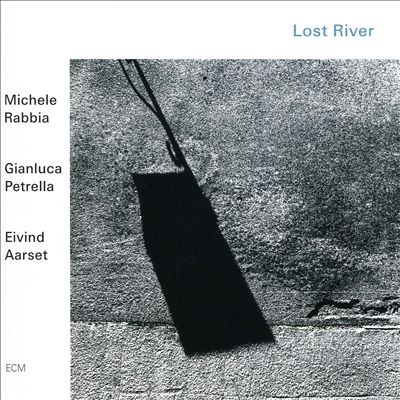 Lost River
Michele
Rabbia
Gianluca
Petrella
Eivind
Aarset
ECM